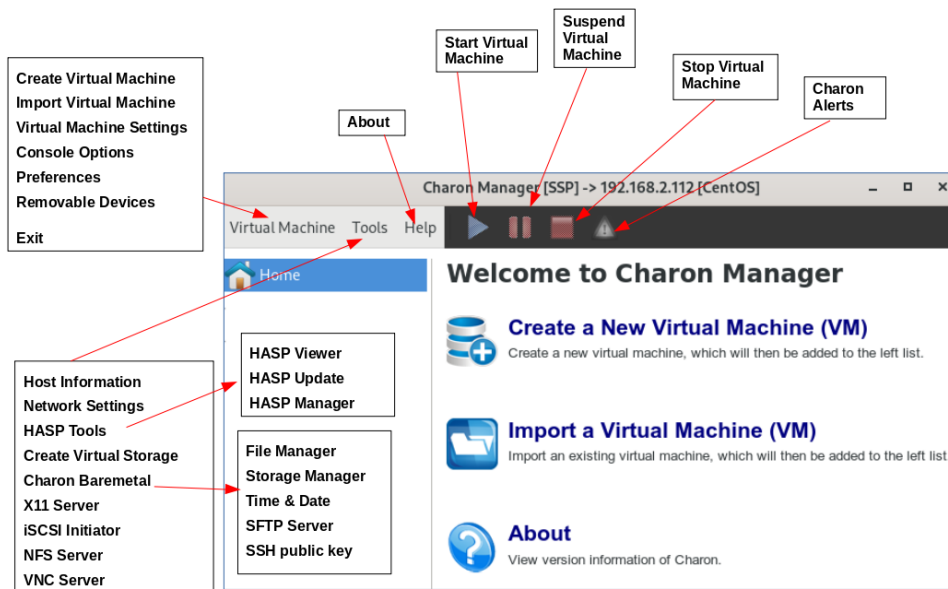 Suspend
Virtual
Machine
Start Virtual
Machine
Stop Virtual
Machine
Charon
Alerts
About
Create Virtual Machine
Import Virtual Machine
Virtual Machine Settings
Console Options
Preferences
Removable Devices
Exit
Charon Manager [SSP] -> 192.168.2.112 [CentOS]
Virtual Machine Tools Help
Home
Welcome to Charon Manager
Create a New Virtual Machine (VM)
Create a new virtual machine, which will then be added to the left list.
Import a Virtual Machine (VM)
Import an existing virtual machine, which will then be added to the left list
About
View version information of Charon.
HASP Viewer
HASP Update
HASP Manager
Host Information
Network Settings
HASP Tools
Create Virtual Storage
Charon Baremetal
X11 Server
iSCSI Initiator
NFS Server
VNC Server
File Manager
Storage Manager
Time & Date
SFTP Server
SSH public key